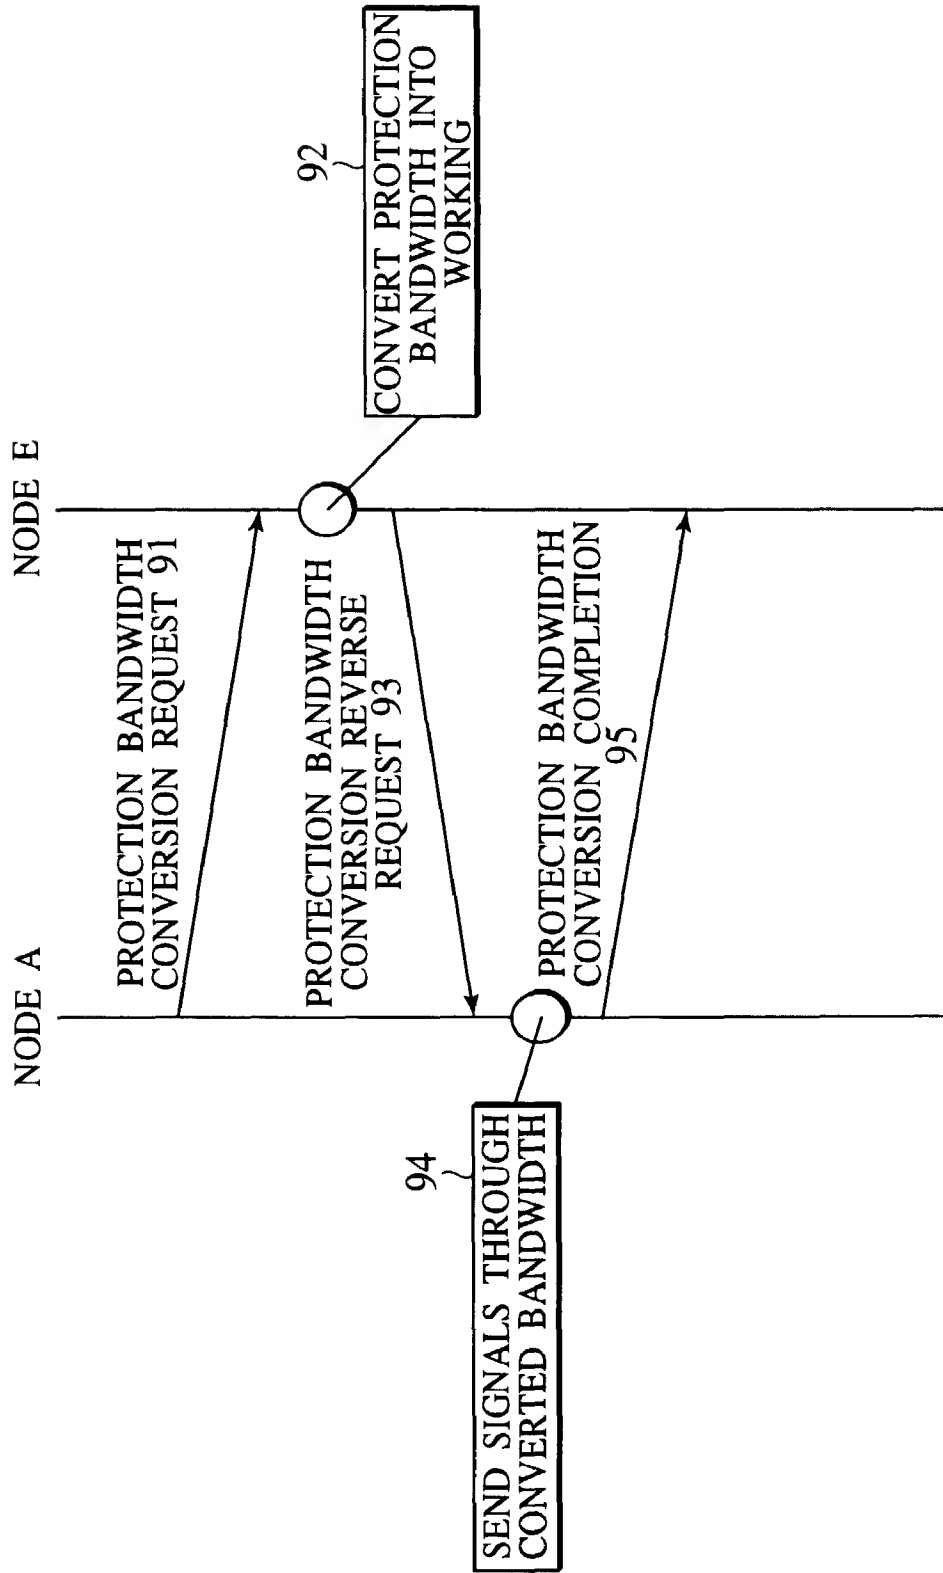 NODE A
NODE E
PROTECTION BANDWIDTH
CONVERSION REQUEST 91
92
CONVERT PROTECTION
BANDWIDTH INTO
WORKING
PROTECTION BANDWIDTH
CONVERSION REVERSE
REQUEST 93
94
SEND SIGNALS THROUGH
CONVERTED BANDWIDTH
PROTECTION BANDWIDTH
CONVERSION COMPLETION
95